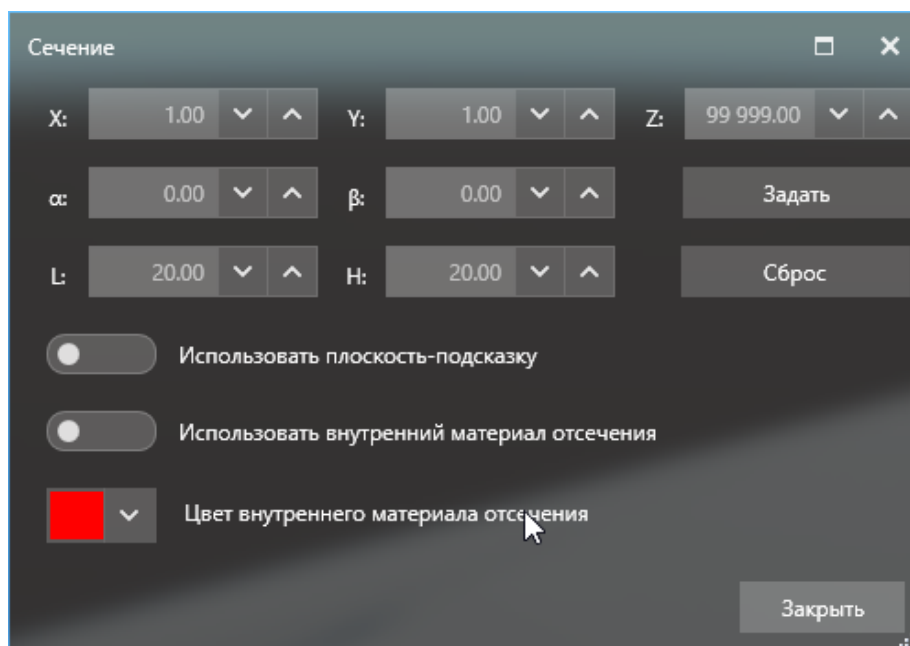 Сечение
X: 1.00 Y: 1.00 Z: 99 999.00
α: 0.00 β: 0.00 Задать
L: 20.00 H: 20.00 Сброс
Использовать плоскость-подсказку
Использовать внутренний материал отсечения
Цвет внутреннего материала отсечения
Закрыть